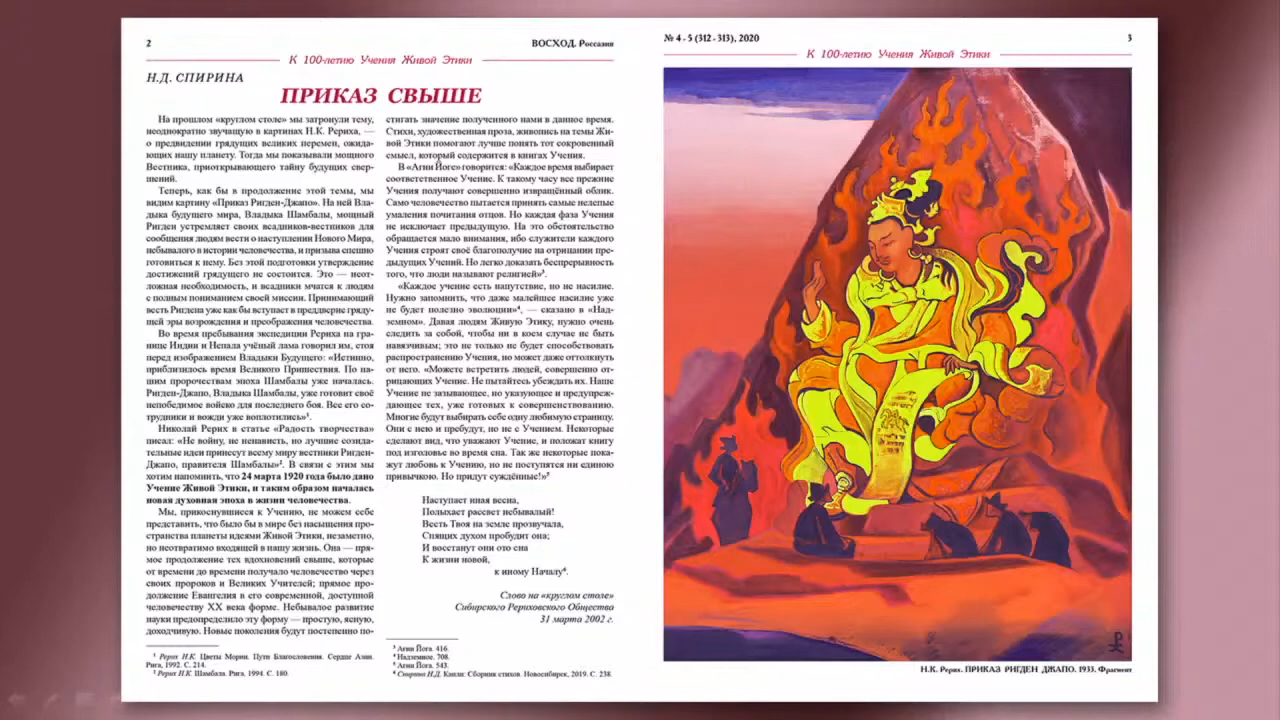 2
ВОСХОД. Россазия
К 100-летию Учения Живой Этики
Н.Д. СПИРИНА
ПРИКАЗ СВЫШЕ
На прошлом «круглом столе» мы затронули тему,
неоднократно звучащую в картинах Н.К. Рериха, —
о предвидении грядущих великих перемен, ожида-
ющих нашу планету. Тогда мы показывали мощного
Вестника, приоткрывающего тайну будущих свер-
шений.
Теперь, как бы в продолжение этой темы, мы
видим картину «Приказ Ригден-Джапо». На ней Вла-
дыка будущего мира, Владыка Шамбалы, мощный
Ригден устремляет своих всадников-вестников для
сообщения людям вести о наступлении Нового Мира,
небывалого в истории человечества, и призыва спешно
готовиться к нему. Без этой подготовки утверждение
достижений грядущего не состоится. Это — неот-
ложная необходимость, и всадники мчатся к людям
с полным пониманием своей миссии. Принимающий
весть Ригдена уже как бы вступает в преддверие гряду-
щей эры возрождения и преображения человечества.
Во время пребывания экспедиции Рериха на гра-
нице Индии и Непала учёный лама говорил им, стоя
перед изображением Владыки Будущего: «Истинно,
приблизилось время Великого Пришествия. По на-
шим пророчествам эпоха Шамбалы уже началась.
Ригден-Джапо, Владыка Шамбалы, уже готовит своё
непобедимое войско для последнего боя. Все его со-
трудники и вожди уже воплотились»¹.
Николай Рерих в статье «Радость творчества»
писал: «Не войну, не ненависть, но лучшие созида-
тельные идеи принесут всему миру вестники Ригден-
Джапо, правителя Шамбалы»². В связи с этим мы
хотим напомнить, что 24 марта 1920 года было дано
Учение Живой Этики, и таким образом началась
новая духовная эпоха в жизни человечества.
Мы, прикоснувшиеся к Учению, не можем себе
представить, что было бы в мире без насыщения про-
странства планеты идеями Живой Этики, незаметно,
но неотвратимо входящей в нашу жизнь. Она — пря-
мое продолжение тех вдохновений свыше, которые
от времени до времени получало человечество через
своих пророков и Великих Учителей; прямое про-
должение Евангелия в его современной, доступной
человечеству XX века форме. Небывалое развитие
науки предопределило эту форму — простую, ясную,
доходчивую. Новые поколения будут постепенно по-
¹ Рерих Н.К. Цветы Мории. Пути Благословения. Сердце Азии.
Рига, 1992. С. 214.
² Рерих Н.К. Шамбала. Рига, 1994. С. 180.
стигать значение полученного нами в данное время.
Стихи, художественная проза, живопись на темы Жи-
вой Этики помогают лучше понять тот сокровенный
смысл, который содержится в книгах Учения.
В «Агни Йоге» говорится: «Каждое время выбирает
соответственное Учение. К такому часу все прежние
Учения получают совершенно извращённый облик.
Само человечество пытается принять самые нелепые
умаления почитания отцов. Но каждая фаза Учения
не исключает предыдущую. На это обстоятельство
обращается мало внимания, ибо служители каждого
Учения строят своё благополучие на отрицании пре-
дыдущих Учений. Но легко доказать беспрерывность
того, что люди называют религией»³.
«Каждое учение есть напутствие, но не насилие.
Нужно запомнить, что даже малейшее насилие уже
не будет полезно эволюции»⁴, — сказано в «Над-
земном». Давая людям Живую Этику, нужно очень
следить за собой, чтобы ни в коем случае не быть
навязчивым; это не только не будет способствовать
распространению Учения, но может даже оттолкнуть
от него. «Можете встретить людей, совершенно от-
рицающих Учение. Не пытайтесь убеждать их. Наше
Учение не зазывающее, но указующее и предупреж-
дающее тех, уже готовых к совершенствованию.
Многие будут выбирать себе одну любимую страницу.
Они с нею и пребудут, но не с Учением. Некоторые
сделают вид, что уважают Учение, и положат книгу
под изголовье во время сна. Так же некоторые пока-
жут любовь к Учению, но не поступятся ни единою
привычкою. Но придут суждённые!»⁵
Наступает иная весна,
Полыхает рассвет небывалый!
Весть Твоя на земле прозвучала,
Спящих духом пробудит она;
И восстанут они ото сна
К жизни новой,
к иному Началу⁶.
Слово на «круглом столе»
Сибирского Рериховского Общества
31 марта 2002 г.
³ Агни Йога. 416.
⁴ Надземное. 708.
⁵ Агни Йога. 543.
⁶ Спирина Н.Д. Капли: Сборник стихов. Новосибирск, 2019. С. 238.
№ 4 - 5 (312 - 313), 2020
3
К 100-летию Учения Живой Этики
Н.К. Рерих. ПРИКАЗ РИГДЕН ДЖАПО. 1933. Фрагмент